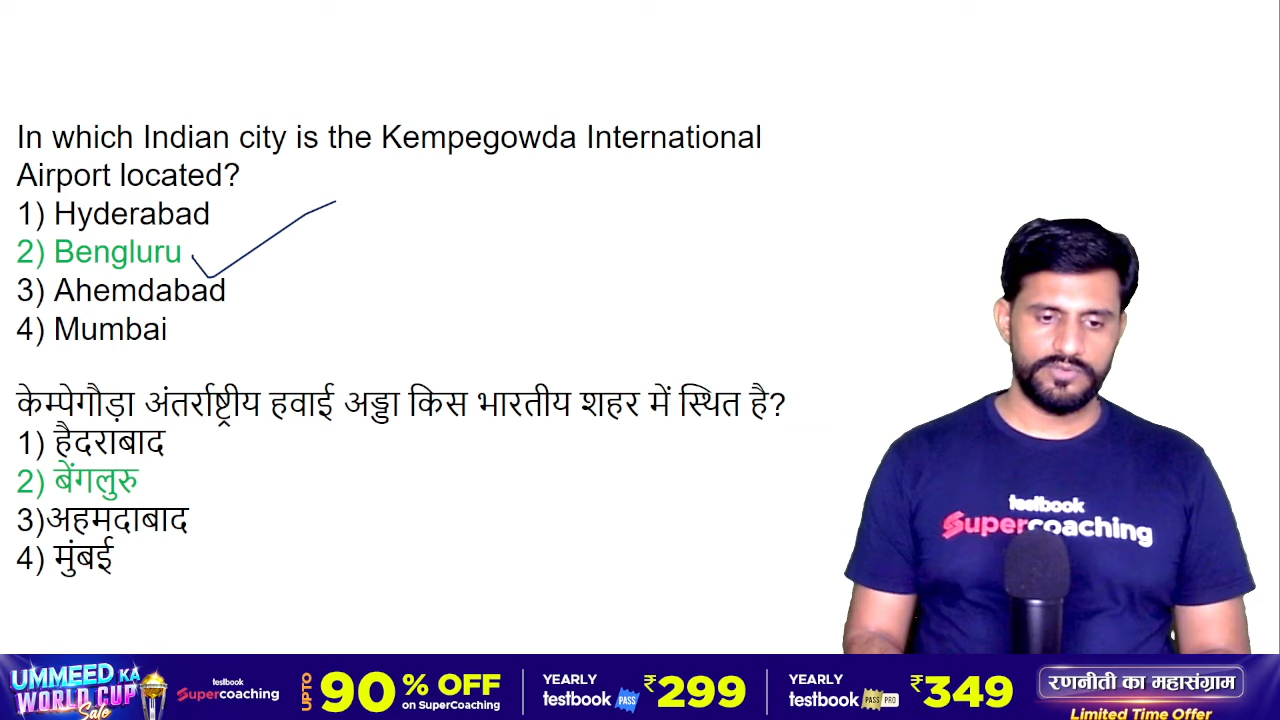 In which Indian city is the Kempegowda International
Airport located?
1) Hyderabad
2) Bengluru
3) Ahemdabad
4) Mumbai
केम्पेगौड़ा अंतर्राष्ट्रीय हवाई अड्डा किस भारतीय शहर में स्थित है?
1) हैदराबाद
2) बेंगलुरु
3)अहमदाबाद
4) मुंबई
testbook
Supercoaching
UMMEED KA
WORLD CUP
Sale
testbook
Supercoaching
UPTO 90% OFF
on SuperCoaching
YEARLY
testbook PASS ₹299
YEARLY
testbook PASS PRO ₹349
रणनीती का महासंग्राम
Limited Time Offer